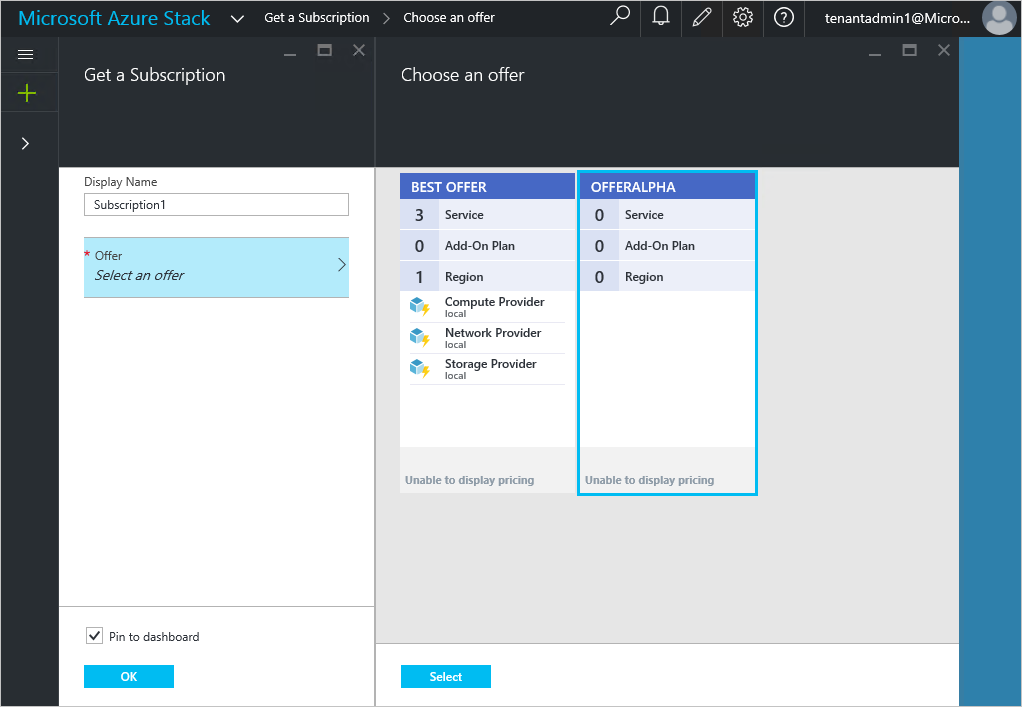 Microsoft Azure Stack
Get a Subscription
Choose an offer
tenantadmin1@Micro...
Get a Subscription
Display Name
Subscription1
* Offer
Select an offer
Pin to dashboard
OK
Choose an offer
BEST OFFER
3 Service
0 Add-On Plan
1 Region
Compute Provider
local
Network Provider
local
Storage Provider
local
Unable to display pricing
OFFERALPHA
0 Service
0 Add-On Plan
0 Region
Unable to display pricing
Select